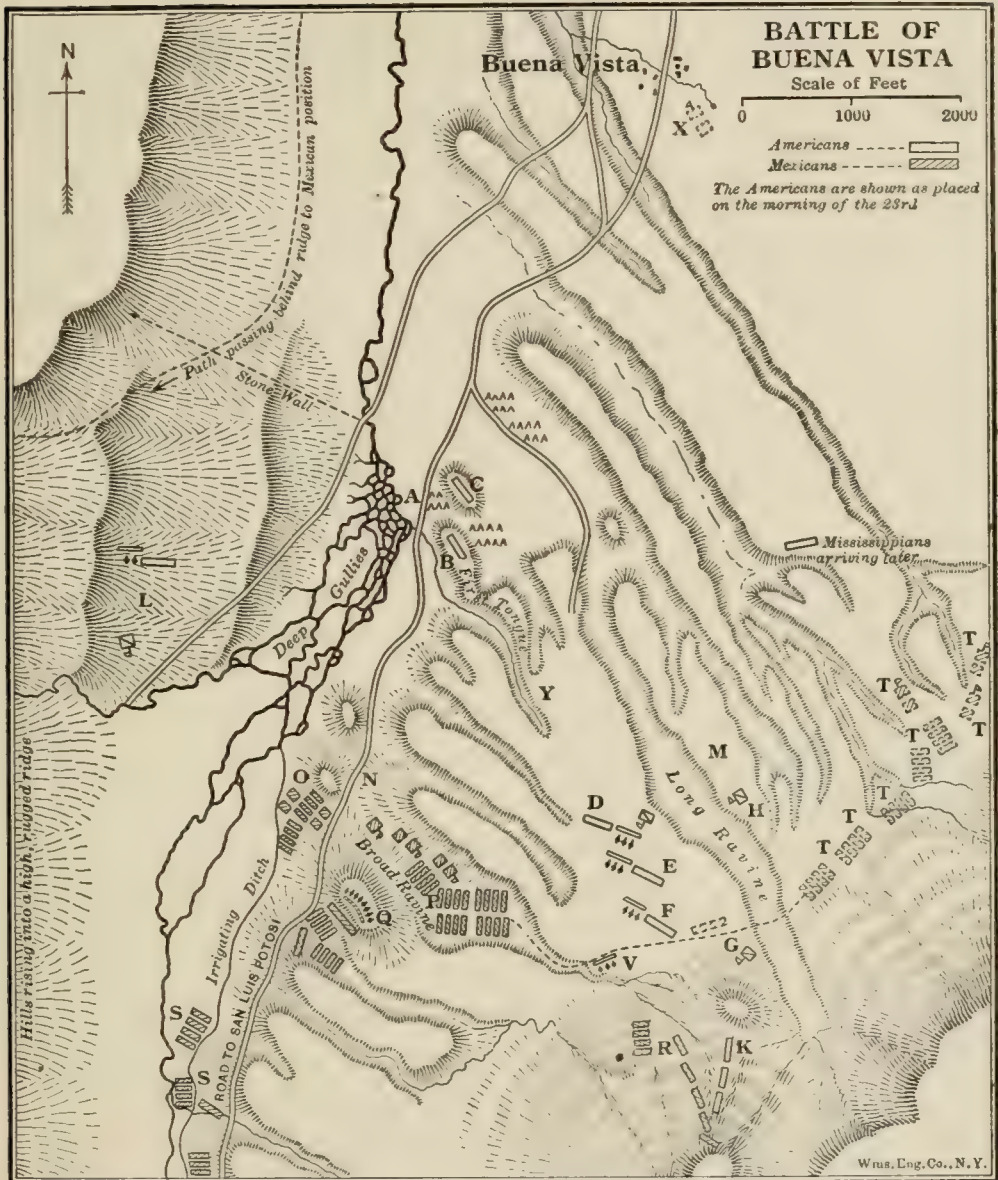 BATTLE OF
BUENA VISTA
Scale of Feet
0 1000 2000
Americans
Mexicans
The Americans are shown as placed
on the morning of the 23rd
N
Buena Vista
A
X
Path passing behind ridge to Mexican position
Stone Wall
A
C
B
First Tongue
Deep Gullies
L
Mississippians
arriving later
Y
T
T
T
T
T
T
T
T
M
Long Ravine
H
O
N
D
E
F
2
G
V
Broad Ravine
P
Q
Irrigating Ditch
ROAD TO SAN LUIS POTOSI
Hills rising into a high, rugged ridge
S
S
R
K
Wms. Eng. Co., N.Y.